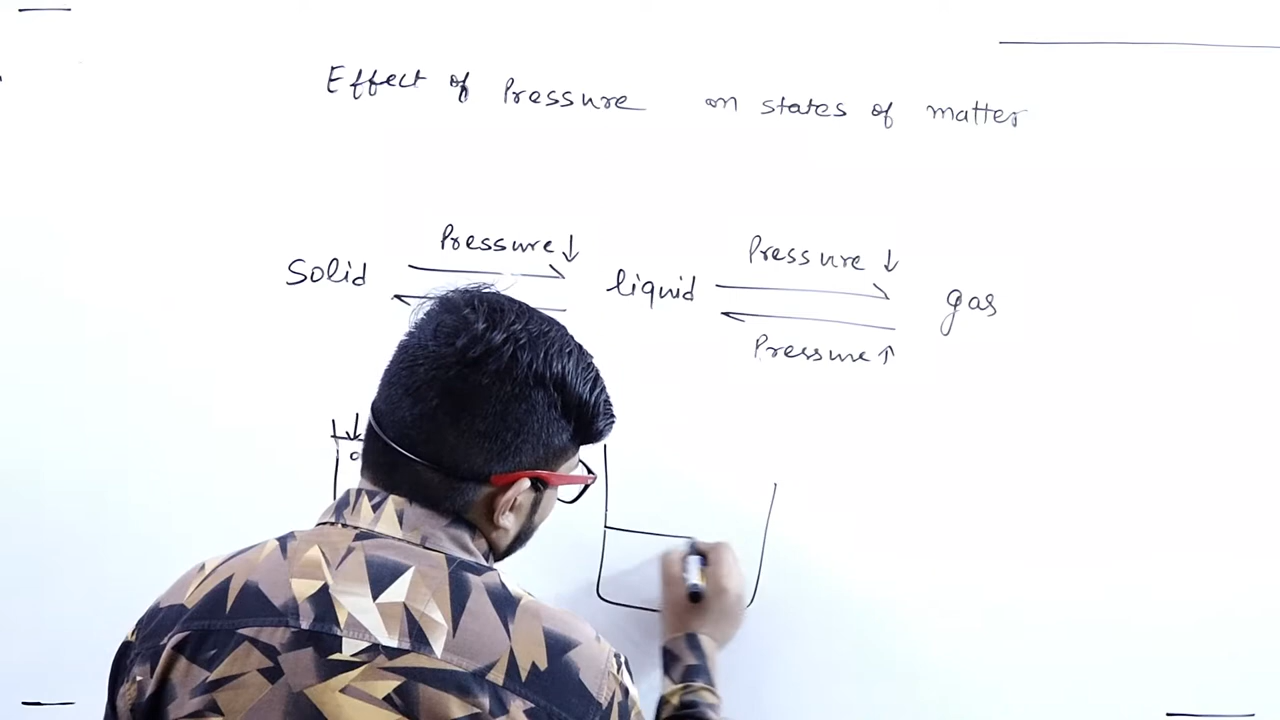 Effect of Pressure on states of matter
Pressure ↓ Pressure ↓
Solid liquid gas
Pressure ↑